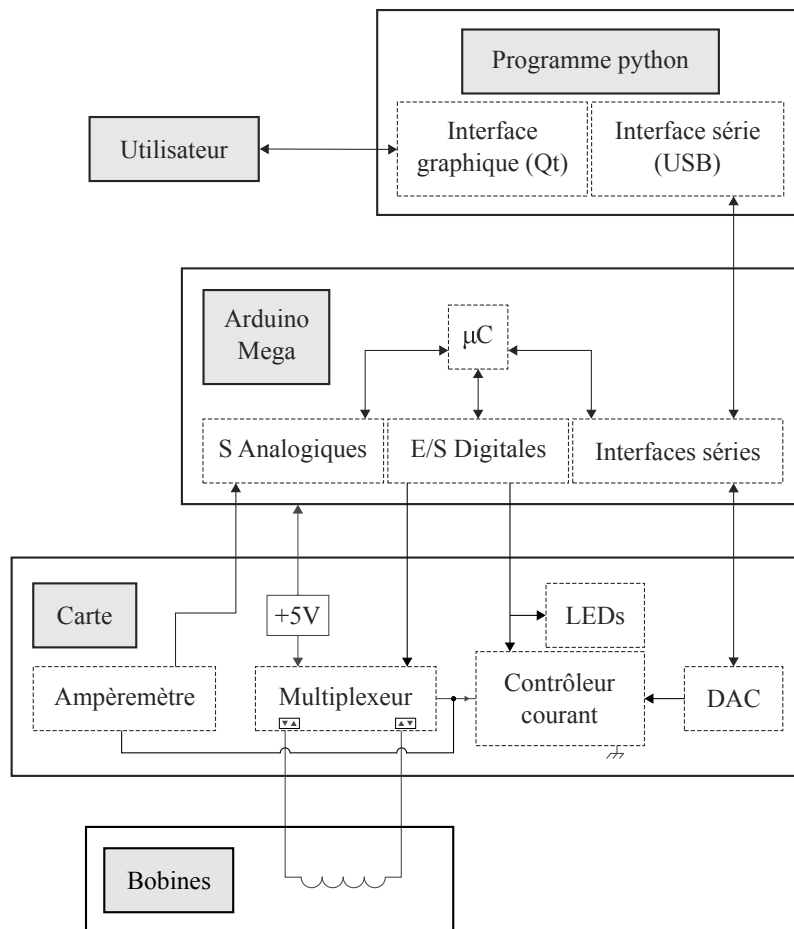 Programme python
Interface
graphique (Qt)
Interface série
(USB)
Utilisateur
Arduino
Mega
μC
S Analogiques
E/S Digitales
Interfaces séries
Carte
+5V
LEDs
Ampèremètre
Multiplexeur
Contrôleur
courant
DAC
Bobines